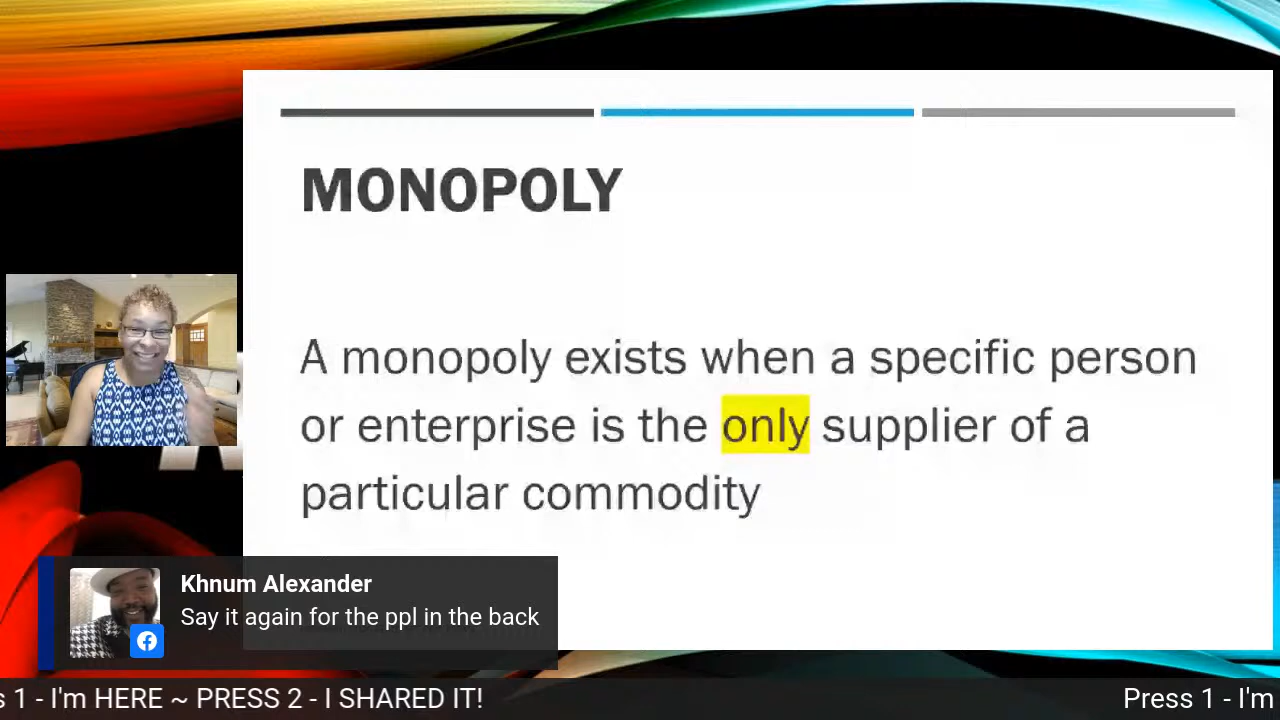 MONOPOLY
A monopoly exists when a specific person
or enterprise is the only supplier of a
particular commodity
Khnum Alexander
Say it again for the ppl in the back
1 - I'm HERE ~ PRESS 2 - I SHARED IT!
Press 1 - I'm